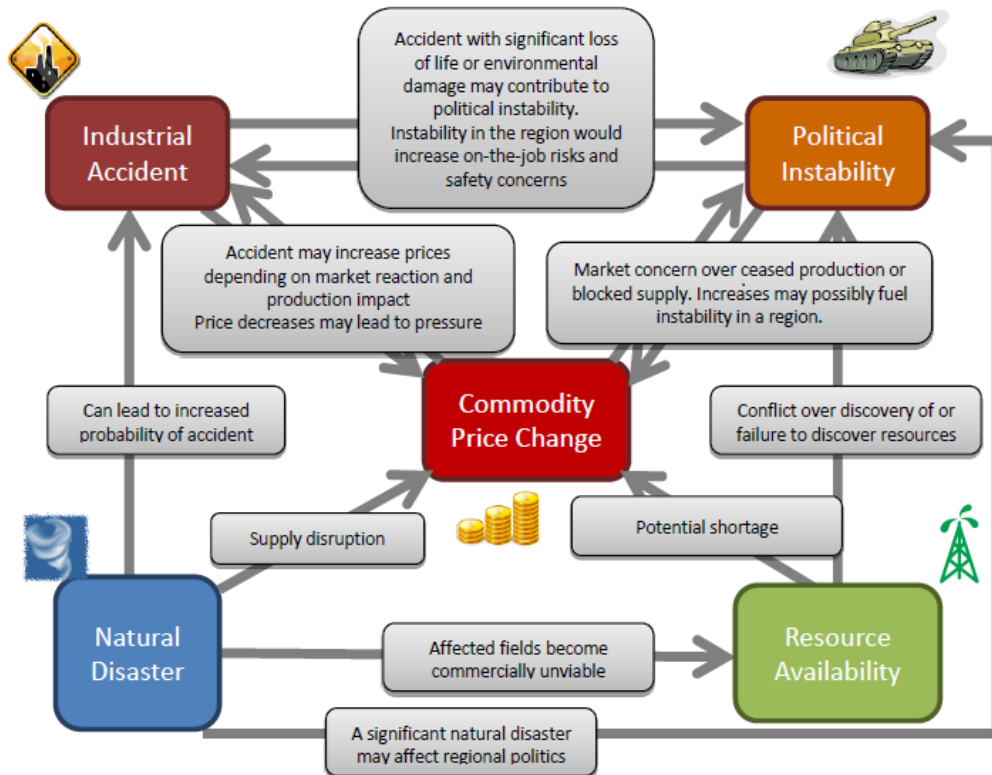 Accident with significant loss
of life or environmental
damage may contribute to
political instability.
Instability in the region would
increase on-the-job risks and
safety concerns
Industrial
Accident
Political
Instability
Accident may increase prices
depending on market reaction and
production impact
Price decreases may lead to pressure
Market concern over ceased production or
blocked supply. Increases may possibly fuel
instability in a region.
Commodity
Price Change
Can lead to increased
probability of accident
Conflict over discovery of or
failure to discover resources
Supply disruption
Potential shortage
Natural
Disaster
Affected fields become
commercially unviable
Resource
Availability
A significant natural disaster
may affect regional politics